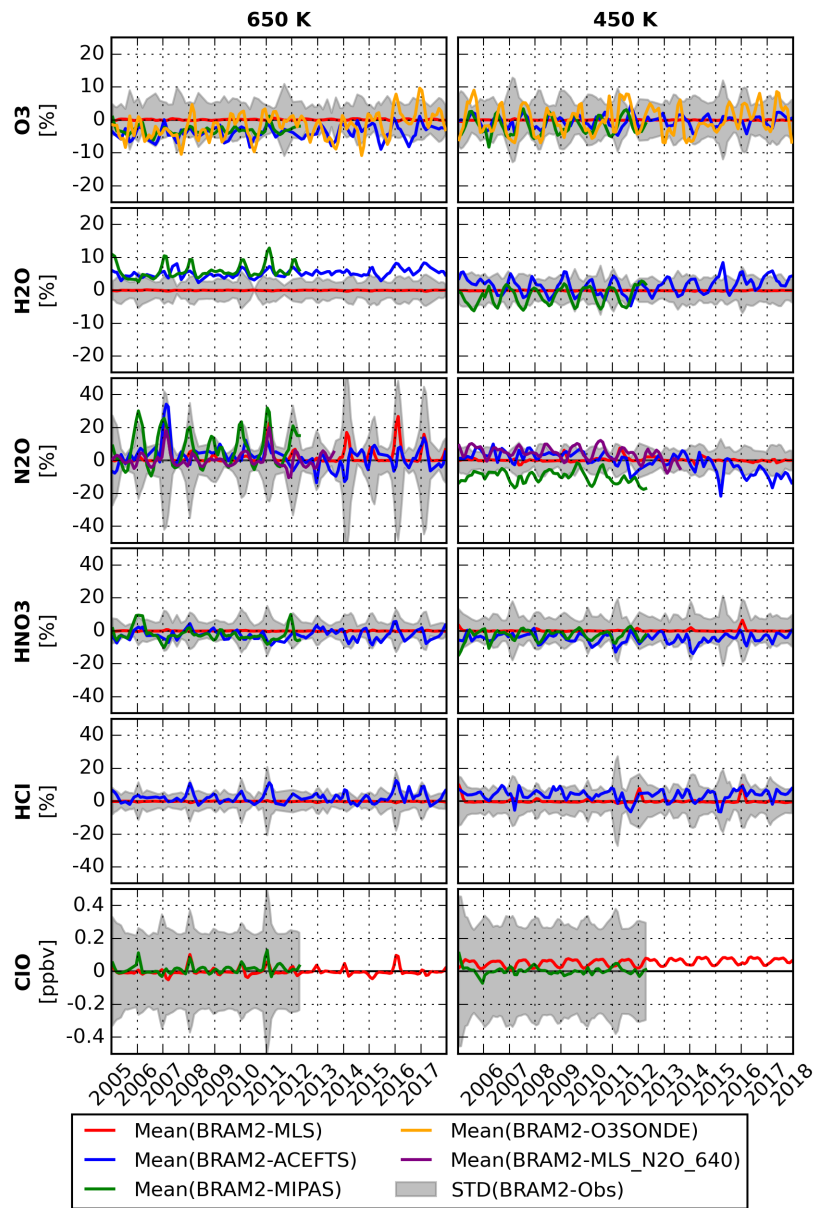 650 K
450 K
O3
[%]
20
10
0
-10
-20
H2O
[%]
20
10
0
-10
-20
N2O
[%]
40
20
0
-20
-40
HNO3
[%]
40
20
0
-20
-40
HCl
[%]
40
20
0
-20
-40
ClO
[ppbv]
0.4
0.2
0
-0.2
-0.4
2005 2006 2007 2008 2009 2010 2011 2012 2013 2014 2015 2016 2017
2006 2007 2008 2009 2010 2011 2012 2013 2014 2015 2016 2017 2018
Mean(BRAM2-MLS)
Mean(BRAM2-ACEFTS)
Mean(BRAM2-MIPAS)
Mean(BRAM2-O3SONDE)
Mean(BRAM2-MLS_N2O_640)
STD(BRAM2-Obs)